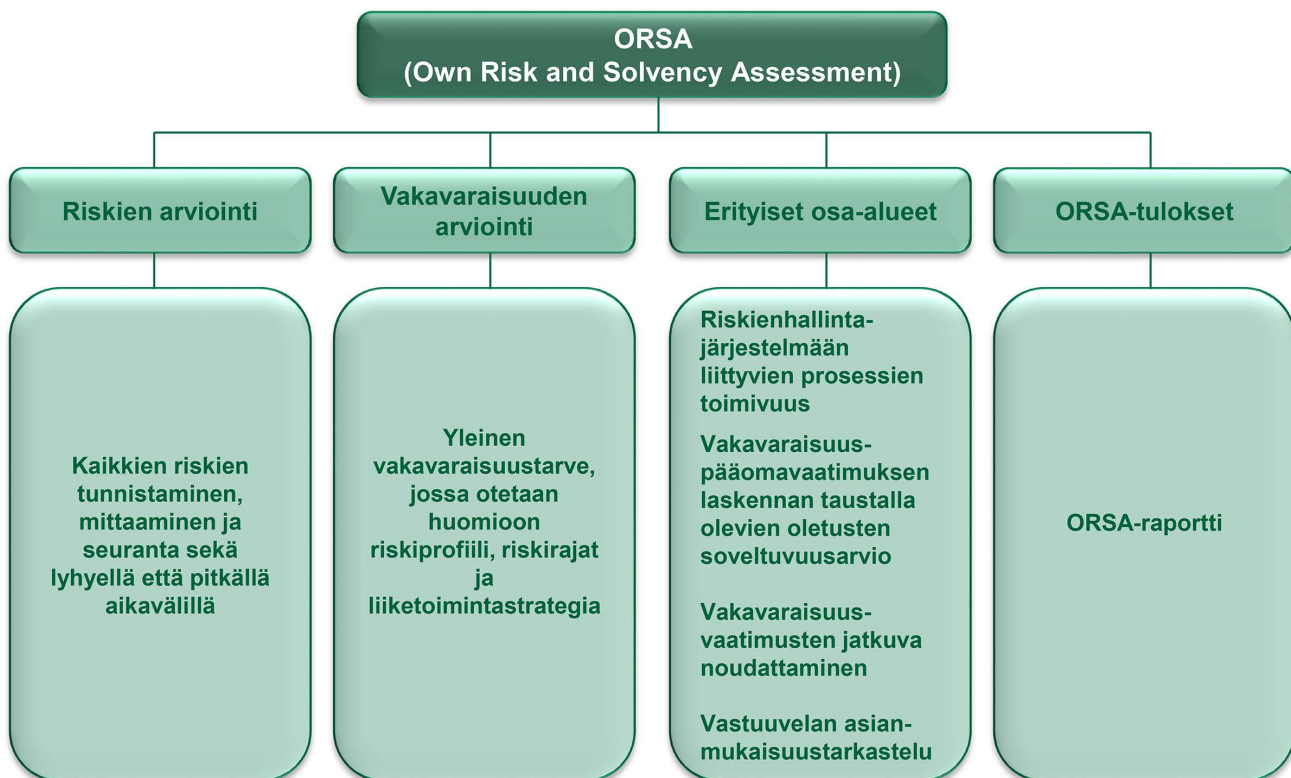 ORSA
(Own Risk and Solvency Assessment)
Riskien arviointi
Vakavaraisuuden
arviointi
Erityiset osa-alueet
ORSA-tulokset
Kaikkien riskien
tunnistaminen,
mittaaminen ja
seuranta sekä
lyhyellä että pitkällä
aikavälillä
Yleinen
vakavaraisuustarve,
jossa otetaan
huomioon
riskiprofiili, riskirajat
ja
liiketoimintastrategia
Riskienhallinta-
järjestelmään
liittyvien prosessien
toimivuus
Vakavaraisuus-
pääomavaatimuksen
laskennan taustalla
olevien oletusten
soveltuvuusarvio
Vakavaraisuus-
vaatimusten jatkuva
noudattaminen
Vastuuvelan asian-
mukaisuustarkastelu
ORSA-raportti